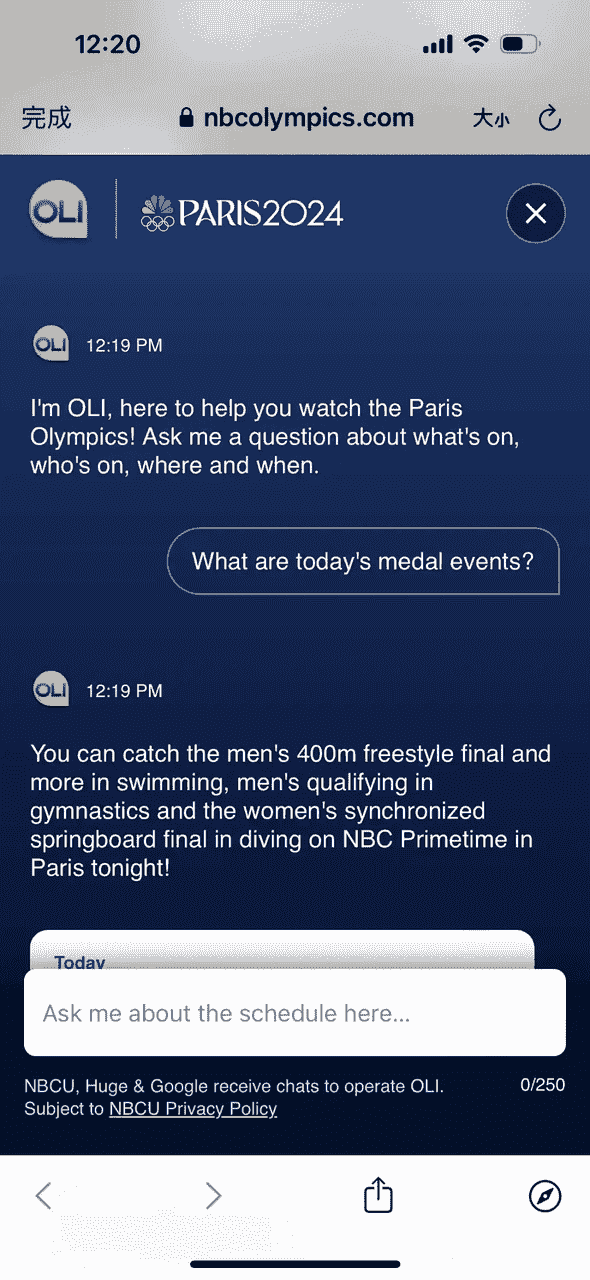 12:20
完成 nbcolympics.com 大小
OLI PARIS2024
OLI 12:19 PM
I'm OLI, here to help you watch the Paris
Olympics! Ask me a question about what's on,
who's on, where and when.
What are today's medal events?
OLI 12:19 PM
You can catch the men's 400m freestyle final and
more in swimming, men's qualifying in
gymnastics and the women's synchronized
springboard final in diving on NBC Primetime in
Paris tonight!
Today
Ask me about the schedule here...
NBCU, Huge & Google receive chats to operate OLI. 0/250
Subject to NBCU Privacy Policy